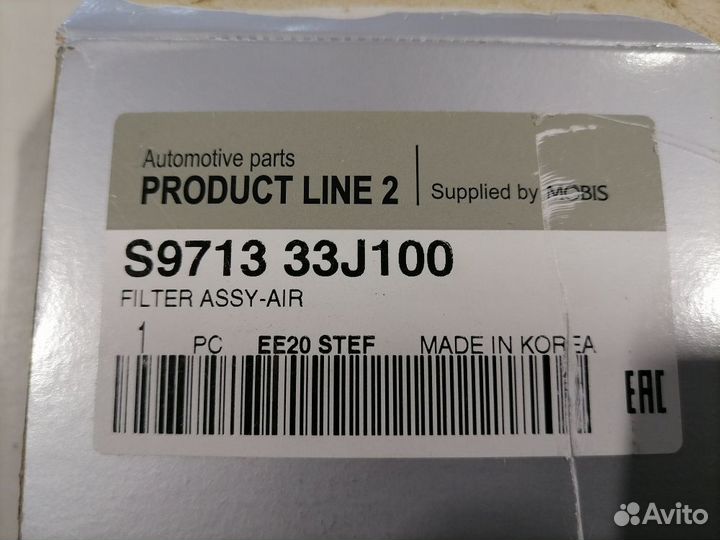 Automotive parts
PRODUCT LINE 2
Supplied by MOBIS
S9713 33J100
FILTER ASSY-AIR
1 PC EE20 STEF MADE IN KOREA
EAC
Avito